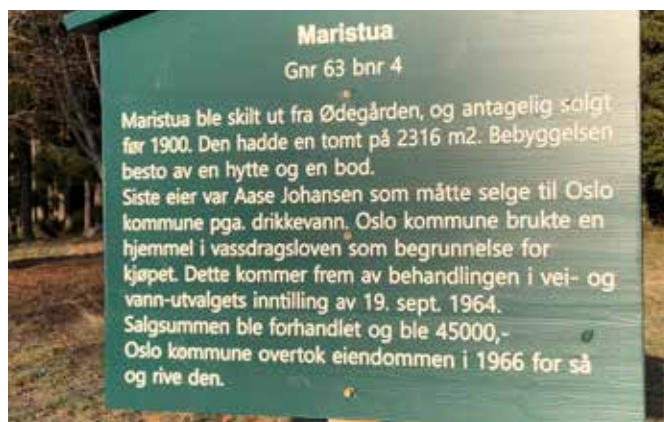 Maristua
Gnr 63 bnr 4
Maristua ble skilt ut fra Ødegården, og antagelig solgt
før 1900. Den hadde en tomt på 2316 m2. Bebyggelsen
besto av en hytte og en bod.
Siste eier var Aase Johansen som måtte selge til Oslo
kommune pga. drikkevann. Oslo kommune brukte en
hjemmel i vassdragsloven som begrunnelse for
kjøpet. Dette kommer frem av behandlingen i vei- og
vann-utvalgets inntilling av 19. sept. 1964.
Salgsummen ble forhandlet og ble 45000,-
Oslo kommune overtok eiendommen i 1966 for så
og rive den.